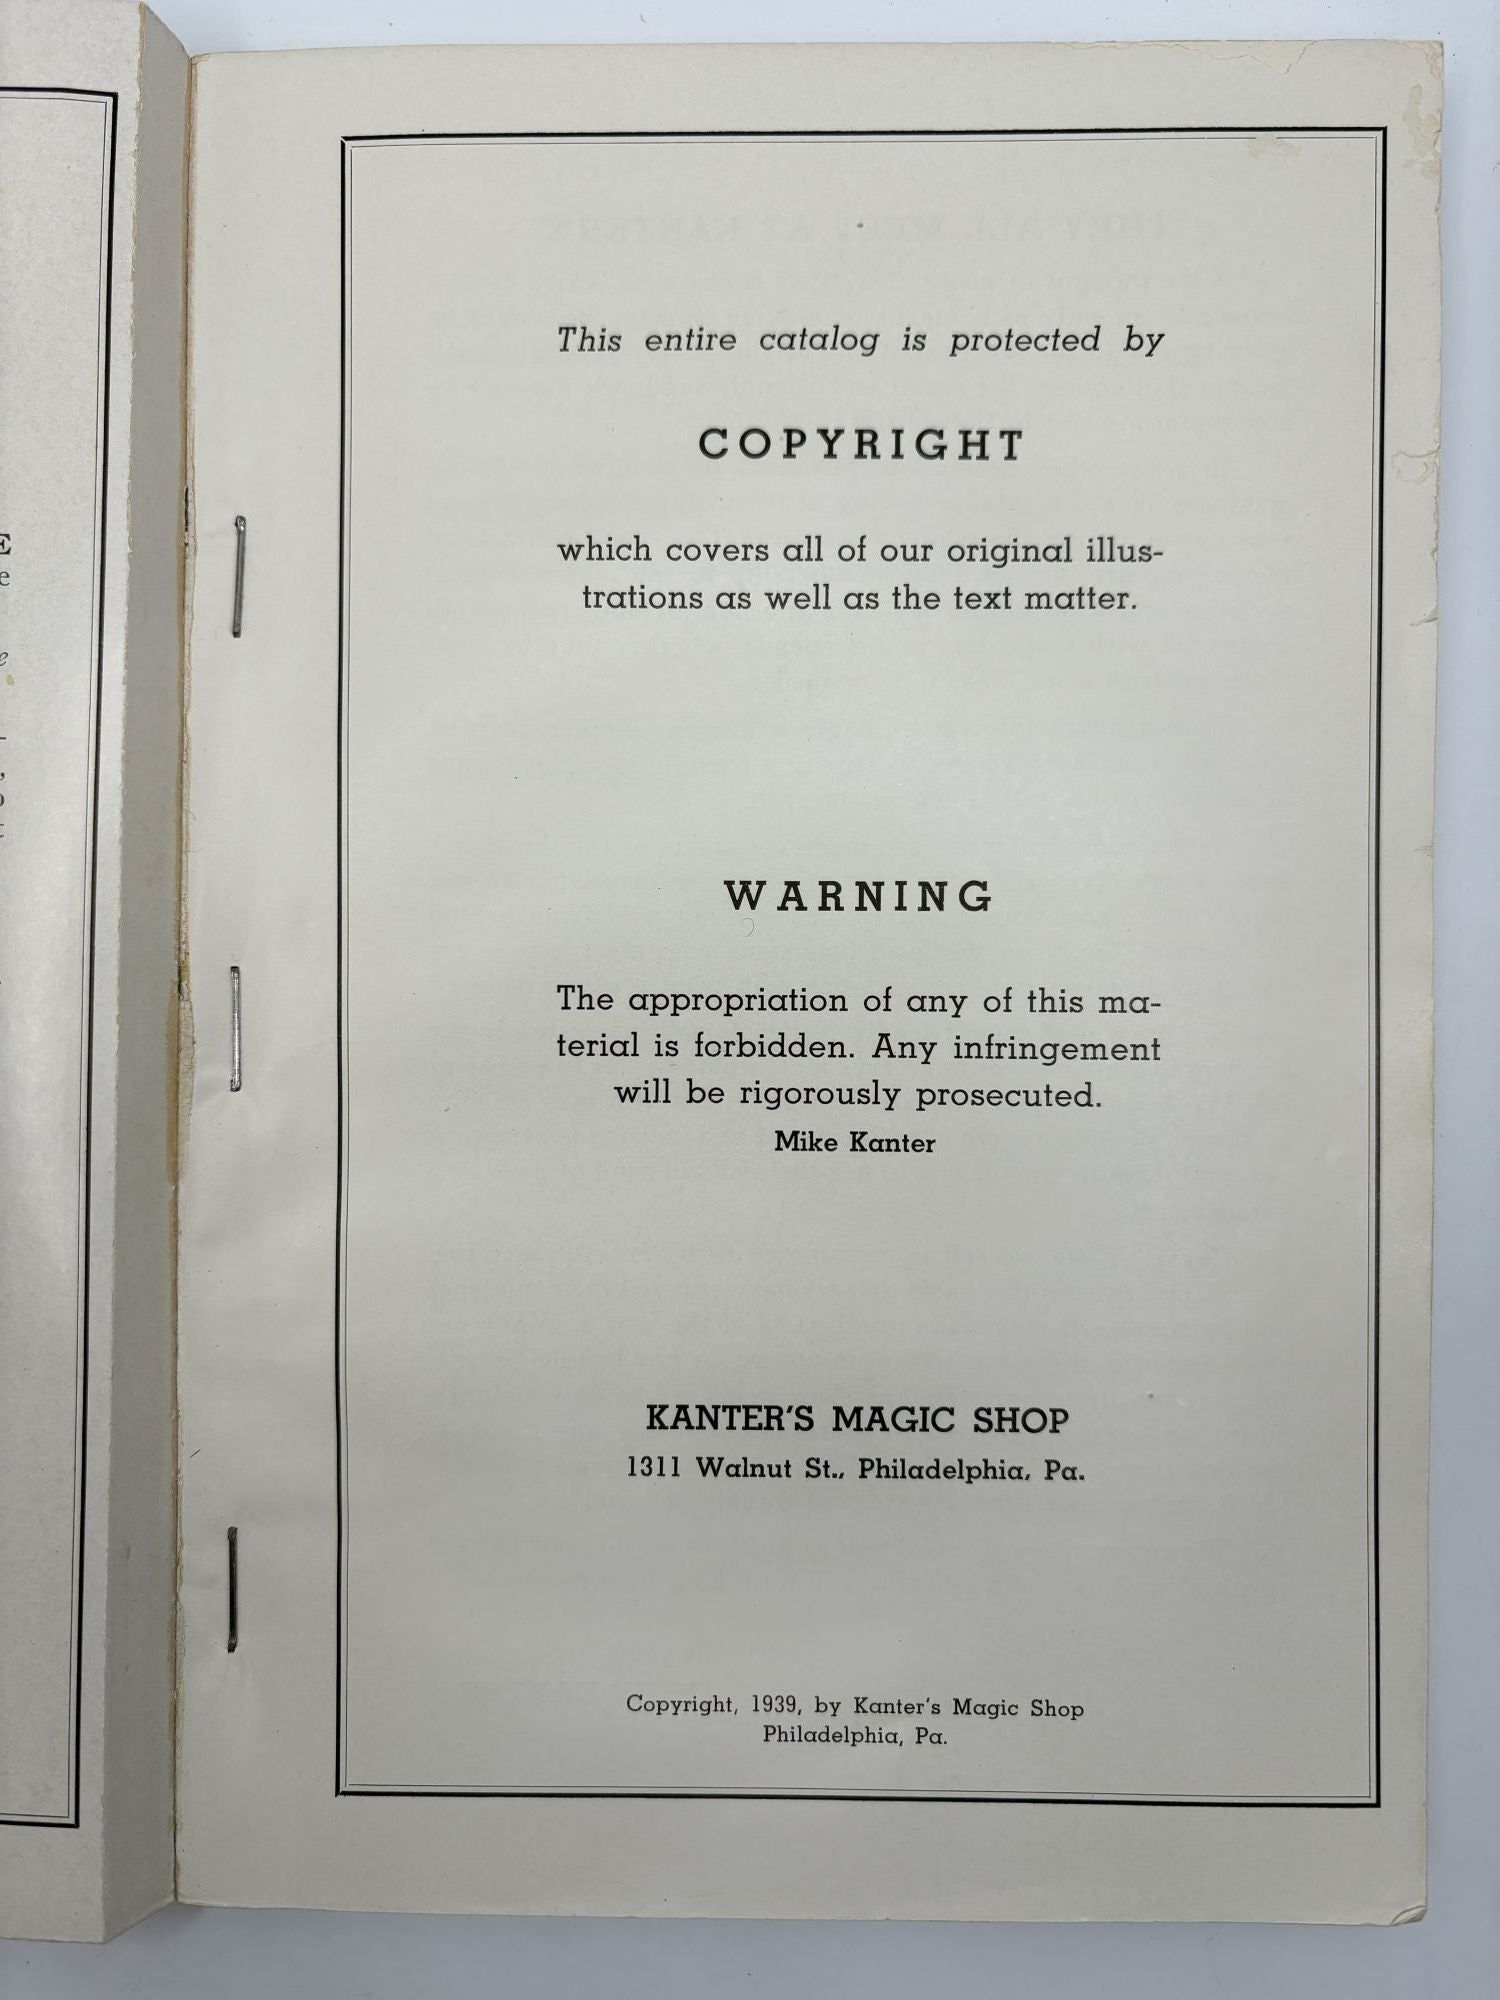 This entire catalog is protected by
COPYRIGHT
which covers all of our original illus-
trations as well as the text matter.
WARNING
The appropriation of any of this ma-
terial is forbidden. Any infringement
will be rigorously prosecuted.
Mike Kanter
KANTER'S MAGIC SHOP
1311 Walnut St., Philadelphia, Pa.
Copyright, 1939, by Kanter's Magic Shop
Philadelphia, Pa.